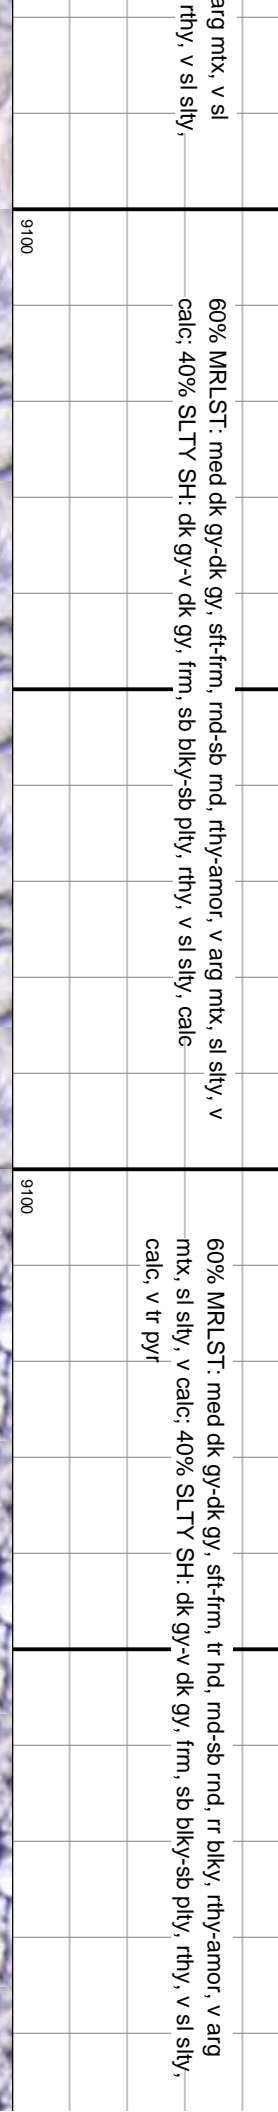 arg mtx, v sl
rthy, v sl slty,
9100
60% MRLST: med dk gy-dk gy, sft-frm, rnd-sb rnd, rthy-amor, v arg mtx, sl slty, v
calc; 40% SLTY SH: dk gy-v dk gy, frm, sb blky-sb plty, rthy, v sl slty, calc
9100
60% MRLST: med dk gy-dk gy, sft-frm, tr hd, rnd-sb rnd, rr blky, rthy-amor, v arg
mtx, sl slty, v calc; 40% SLTY SH: dk gy-v dk gy, frm, sb blky-sb plty, rthy, v sl slty,
calc, v tr pyr